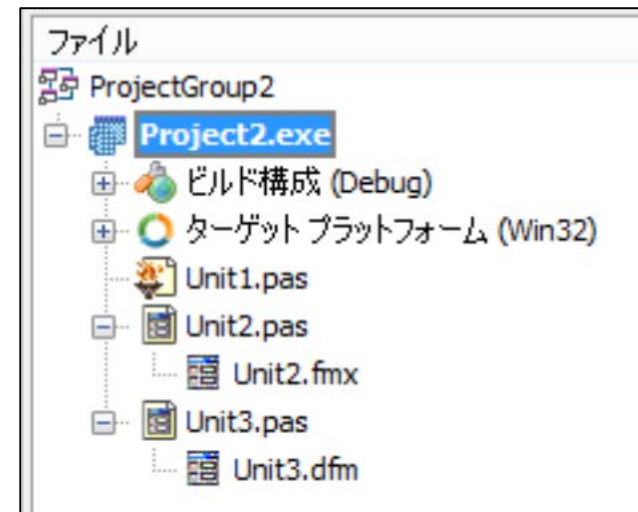 ファイル
ProjectGroup2
Project2.exe
ビルド構成 (Debug)
ターゲット プラットフォーム (Win32)
Unit1.pas
Unit2.pas
Unit2.fmx
Unit3.pas
Unit3.dfm